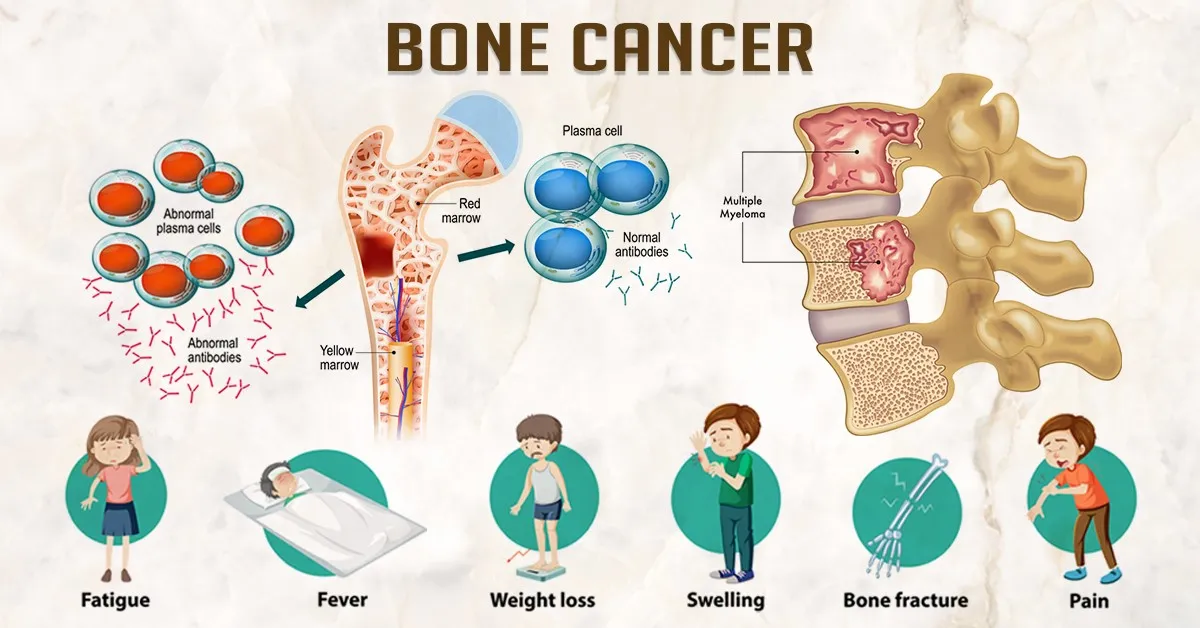 BONE CANCER
Abnormal
plasma cells
Abnormal
antibodies
Red
marrow
Yellow
marrow
Plasma cell
Normal
antibodies
Multiple
Myeloma
Fatigue
Fever
Weight loss
Swelling
Bone fracture
Pain